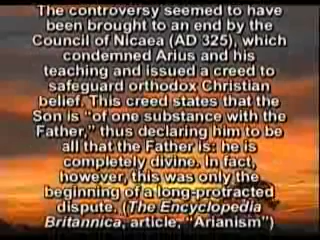 The controversy seemed to have
been brought to an end by the
Council of Nicaea (AD 325), which
condemned Arius and his
teaching and issued a creed to
safeguard orthodox Christian
belief. This creed states that the
Son is "of one substance with the
Father," thus declaring him to be
all that the Father is: he is
completely divine. In fact,
however, this was only the
beginning of a long-protracted
dispute. (The Encyclopedia
Britannica, article, "Arianism")